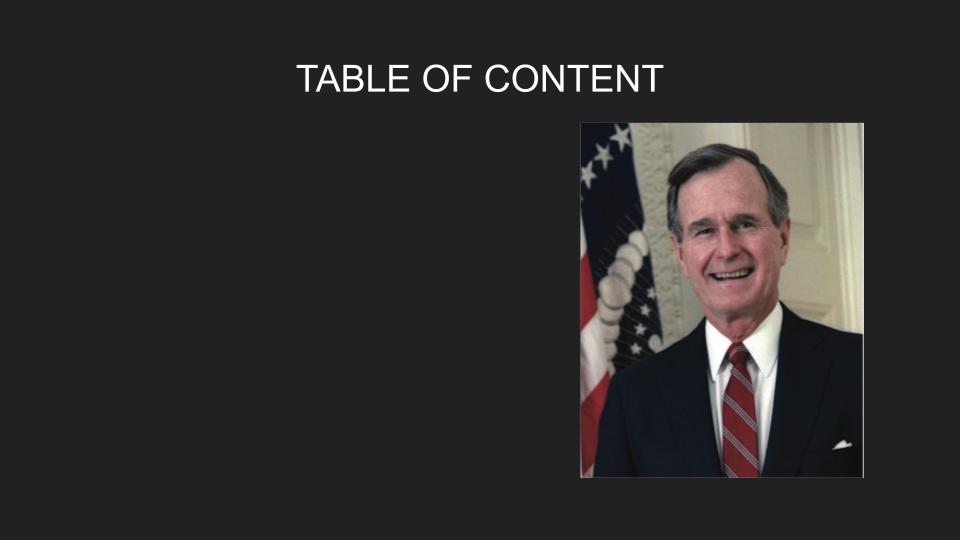 TABLE OF CONTENT